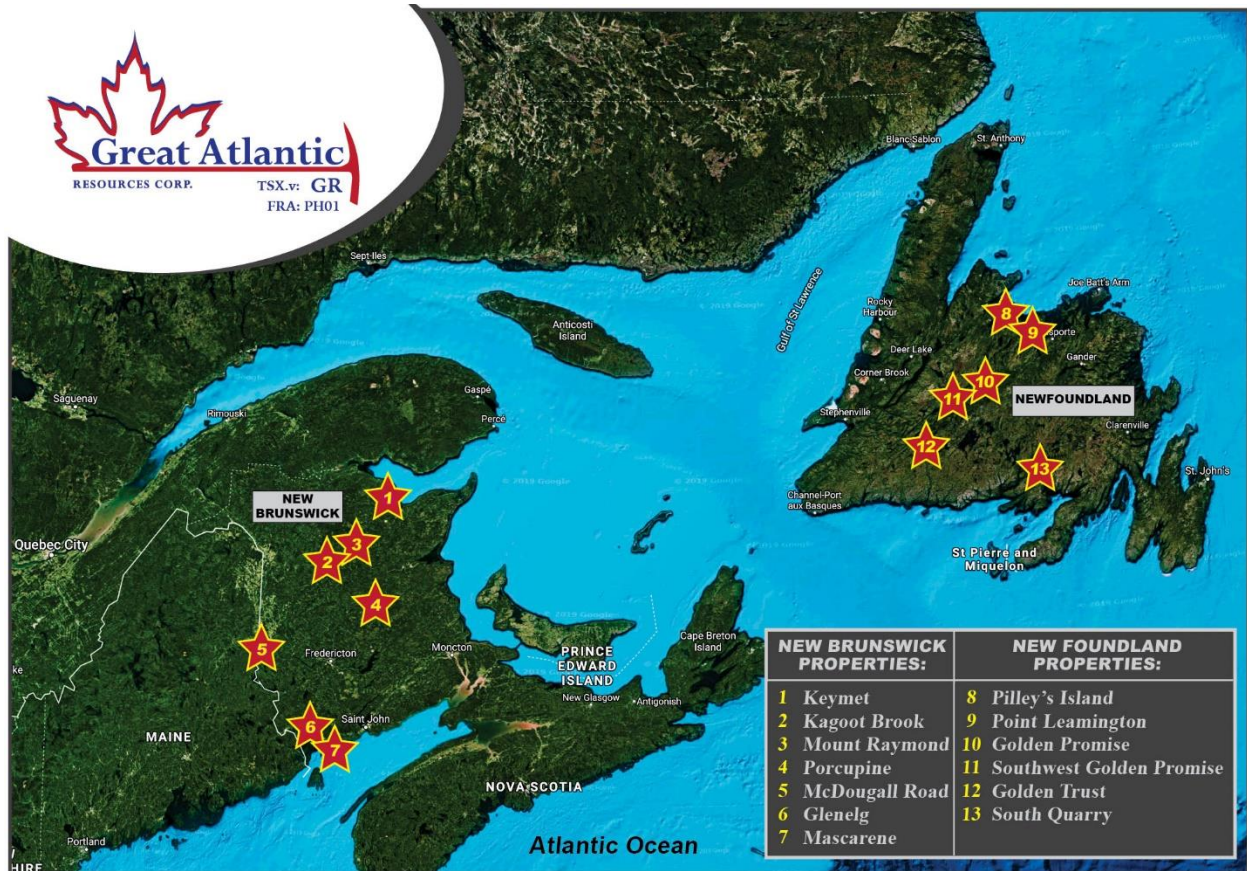 Great Atlantic
RESOURCES CORP.
TSX.v: GR
FRA: PH01
Blanc-Sablon
St. Anthony
Sept-Iles
Gulf of St Lawrence
Joe Batt's Arm
Rocky
Harbour
Anticosti
Island
8
9
sporte
Deer Lake
Gander
Corner Brook
10
NEWFOUNDLAND
11
Saguenay
Gaspé
Rimouski
Percé
Stephenville
Clarenville
12
13
St. John's
NEW
BRUNSWICK
1
Channel-Port
aux Basques
Quebec City
3
2
St Pierre and
Miquelon
4
5
Fredericton
Moncton
PRINCE
EDWARD
ISLAND
Cape Breton
Island
New Glasgow
Antigonish
ke
6
Saint John
7
MAINE
NOVA SCOTIA
Portland
HIRE
Atlantic Ocean
© 2019 Google
NEW BRUNSWICK
PROPERTIES:
1 Keymet
2 Kagoot Brook
3 Mount Raymond
4 Porcupine
5 McDougall Road
6 Glenelg
7 Mascarene
NEW FOUNDLAND
PROPERTIES:
8 Pilley's Island
9 Point Leamington
10 Golden Promise
11 Southwest Golden Promise
12 Golden Trust
13 South Quarry